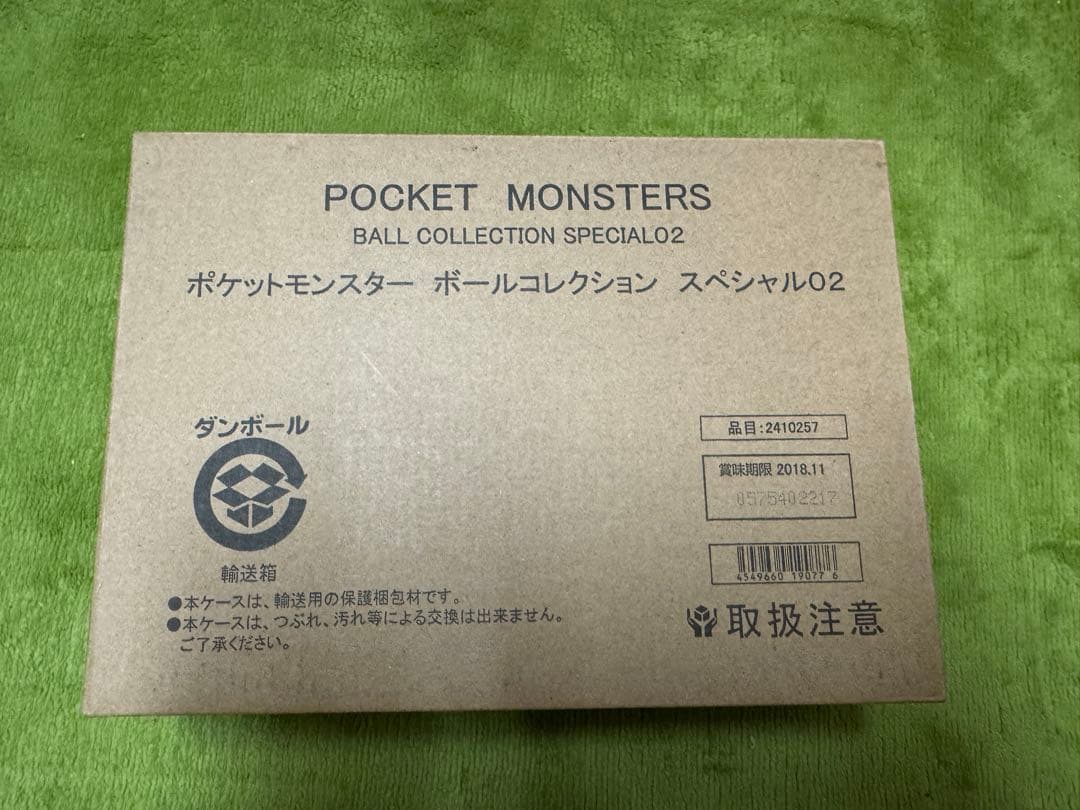 POCKET MONSTERS
BALL COLLECTION SPECIAL02
ポケットモンスター ボールコレクション スペシャル02
ダンボール
輸送箱
●本ケースは、輸送用の保護梱包材です。
●本ケースは、つぶれ、汚れ等による交換は出来ません。
ご了承ください。
品目:2410257
賞味期限 2018.11
0575402217
4549660 19077 6
取扱注意